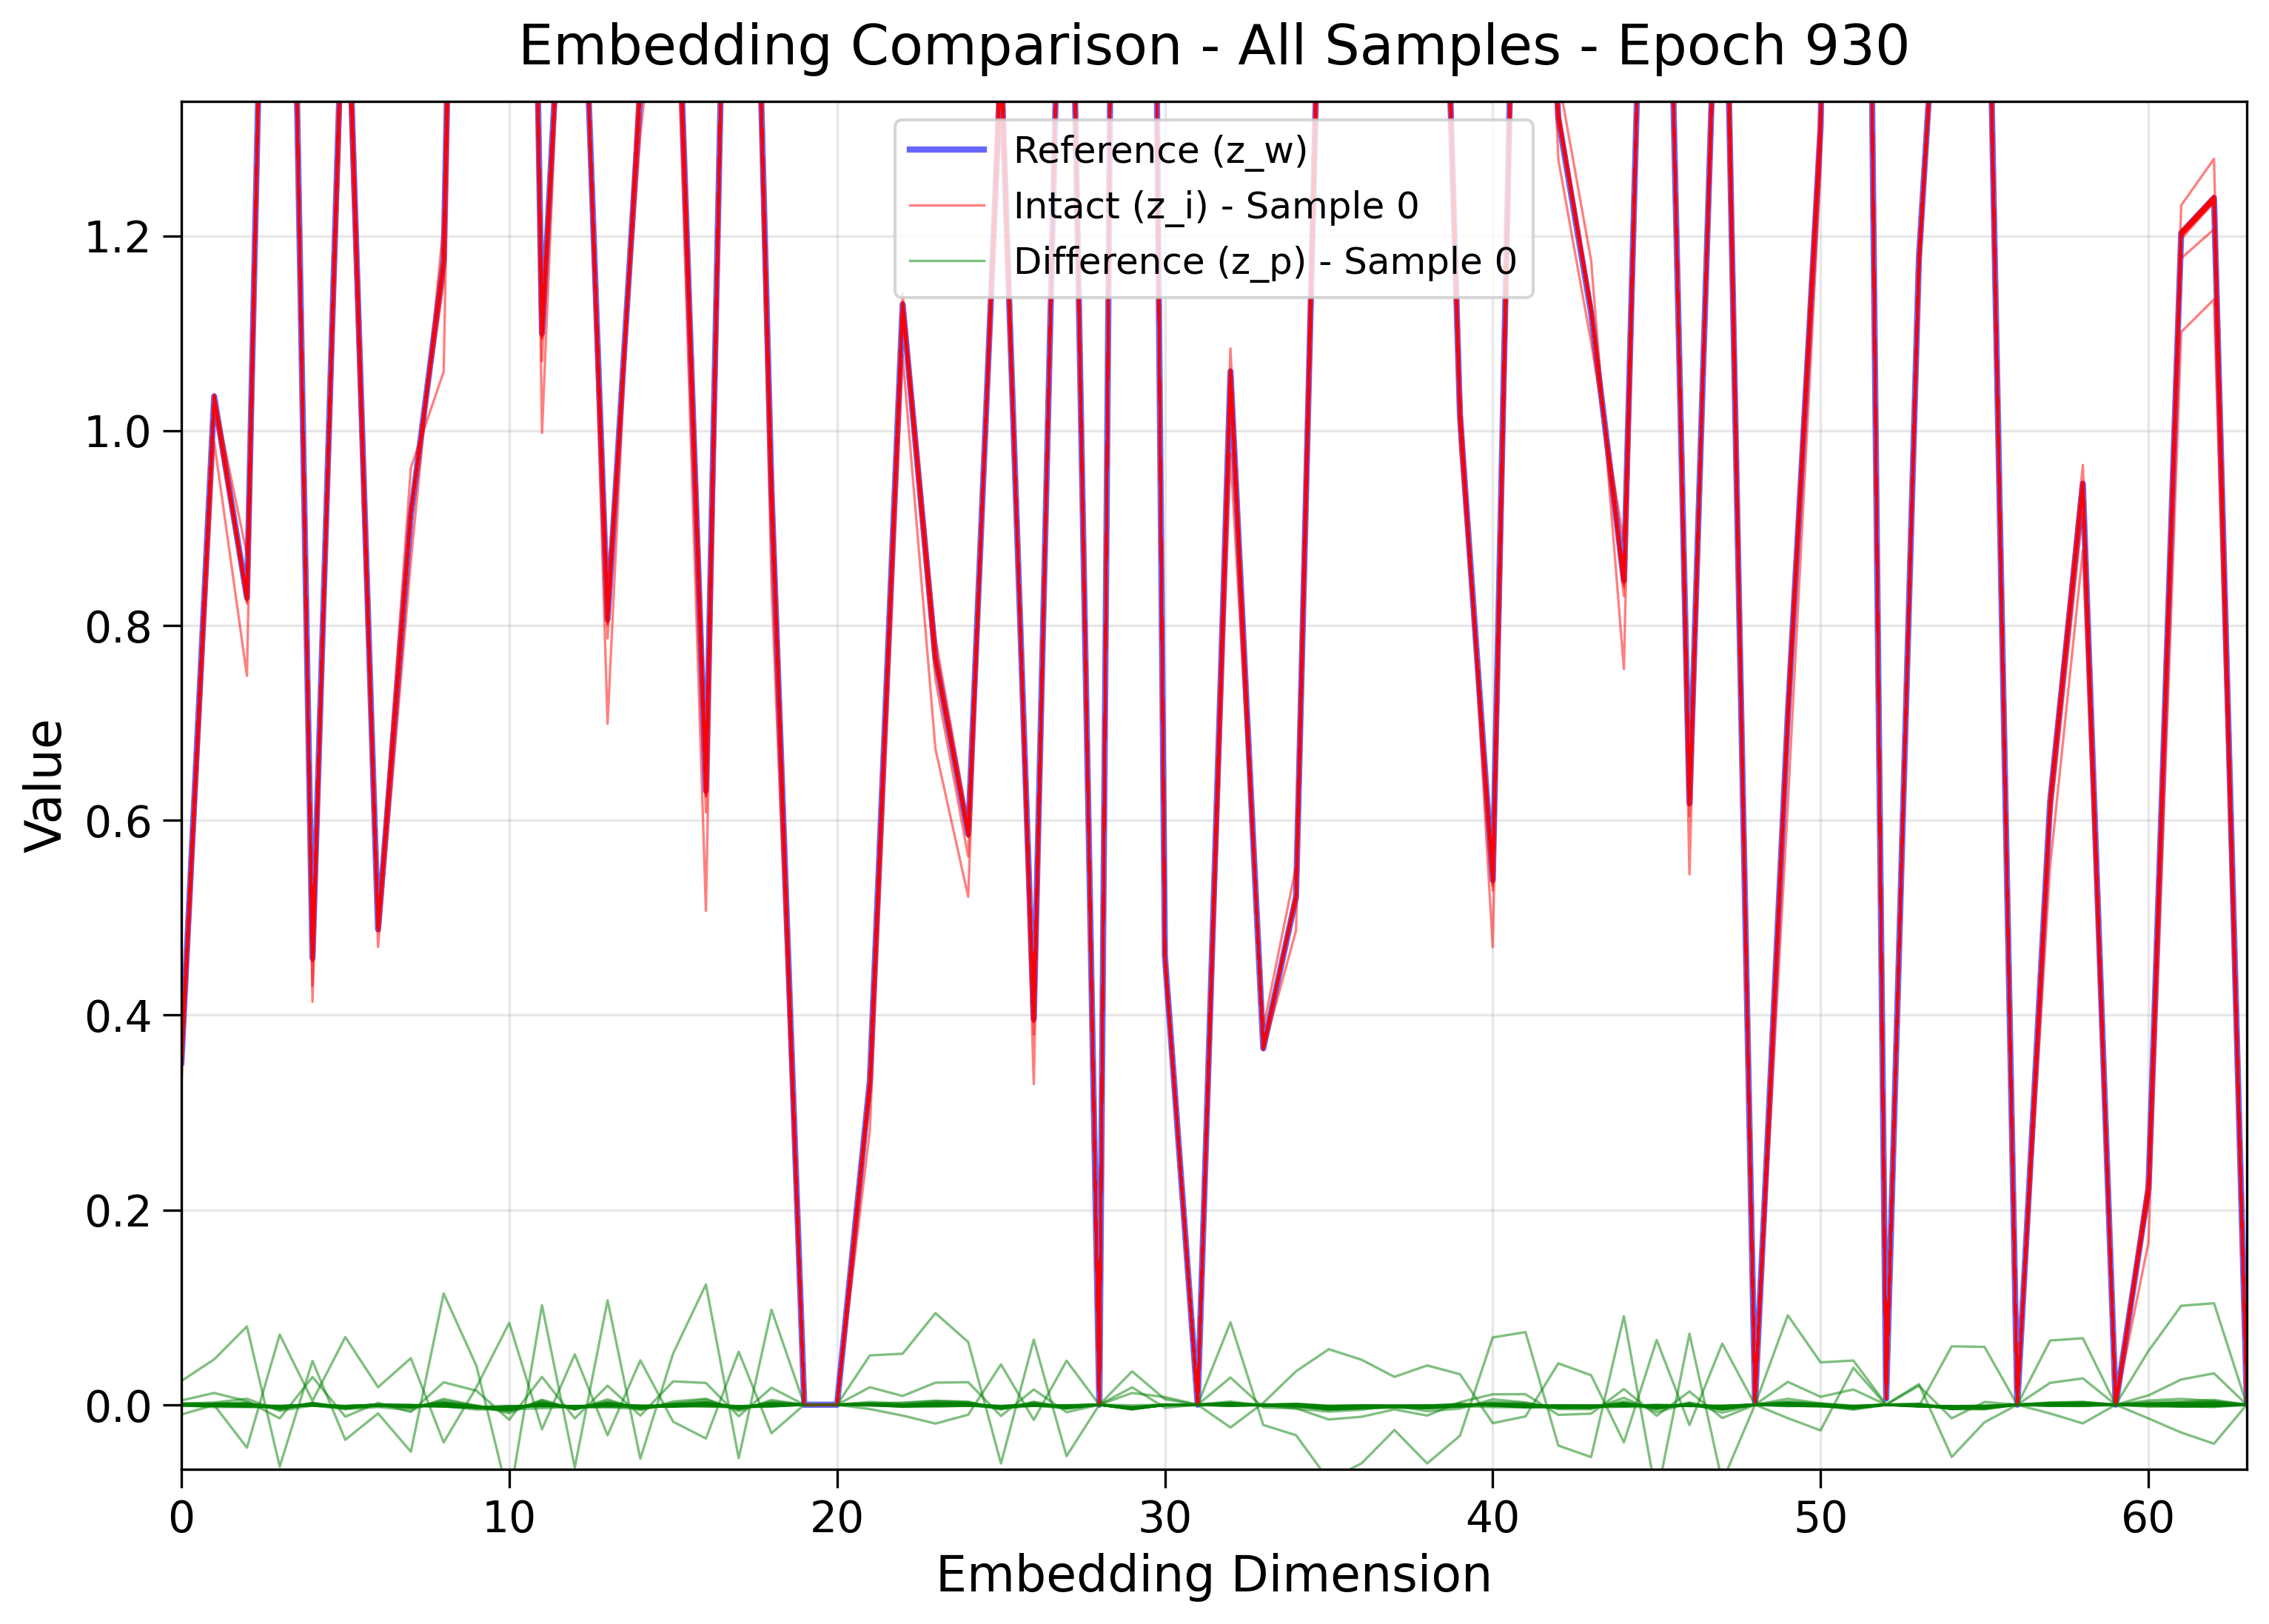 Embedding Comparison - All Samples - Epoch 930
Reference (z_w)
Intact (z_i) - Sample 0
Difference (z_p) - Sample 0
Value
1.2
1.0
0.8
0.6
0.4
0.2
0.0
0 10 20 30 40 50 60
Embedding Dimension